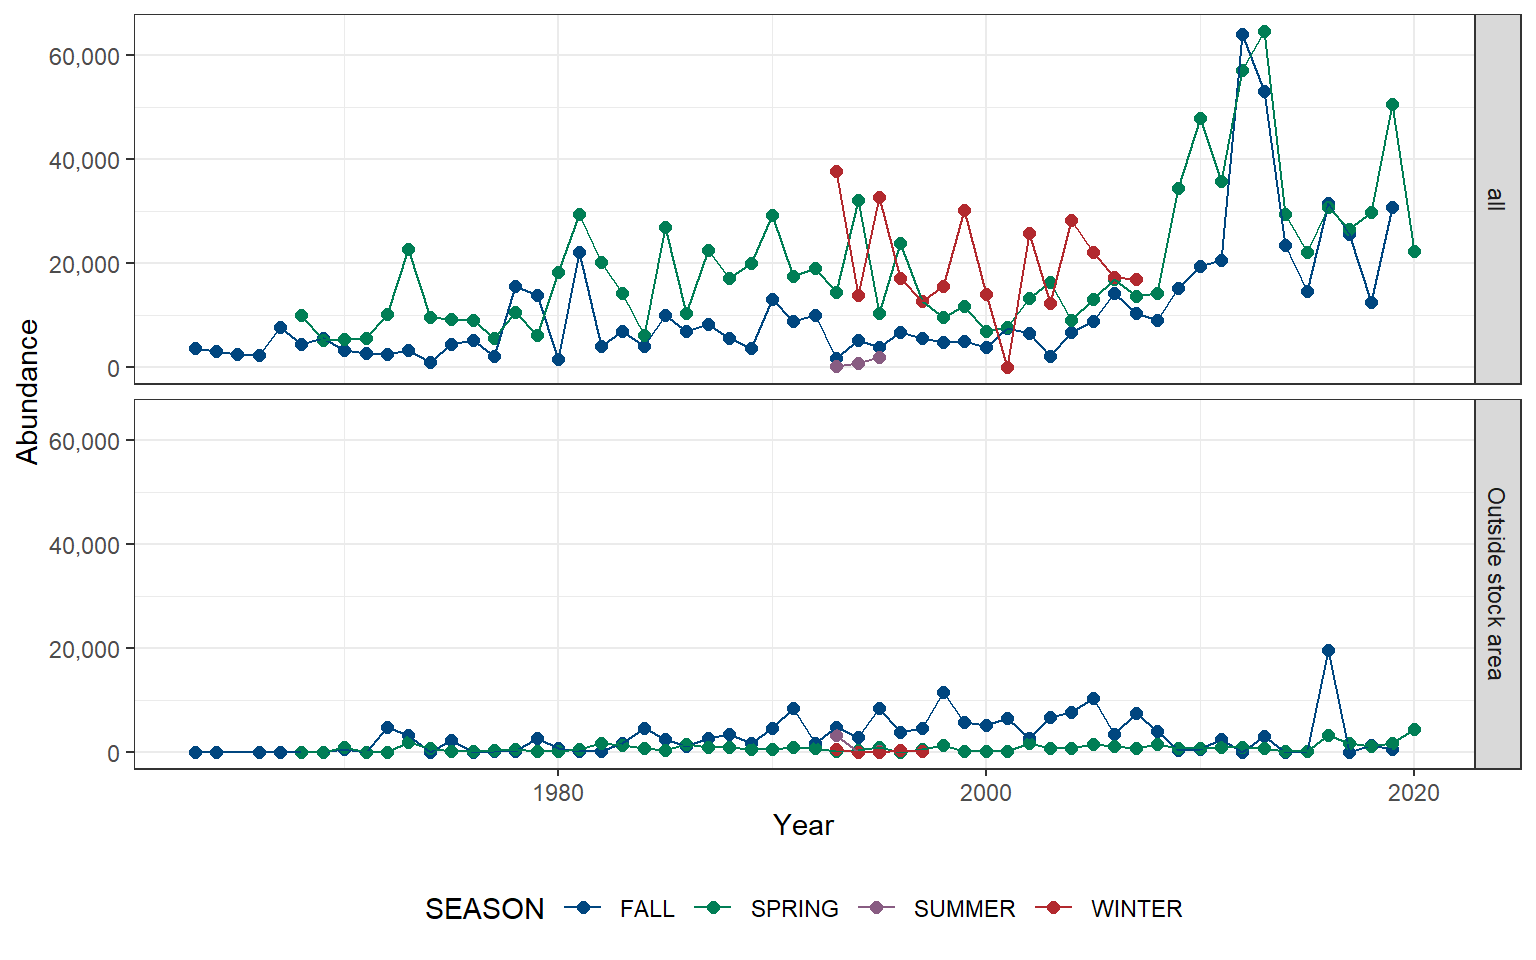 Abundance
60,000
40,000
20,000
0
all
60,000
40,000
20,000
0
Outside stock area
1980
2000
2020
Year
SEASON FALL SPRING SUMMER WINTER